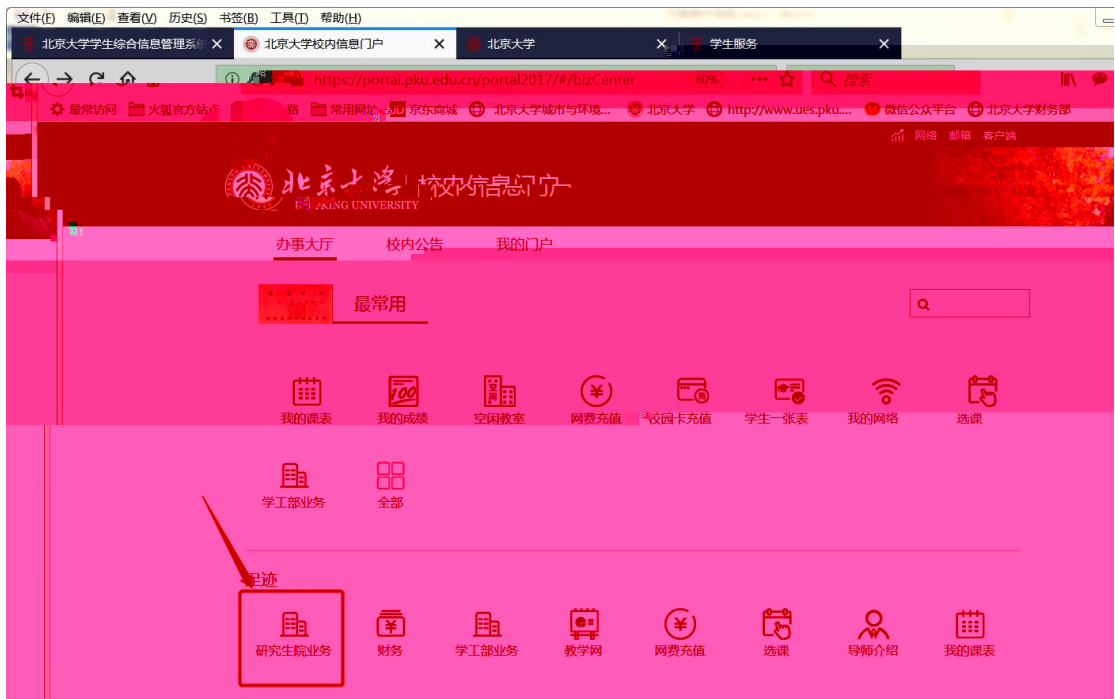 文件(F) 编辑(E) 查看(V) 历史(S) 书签(B) 工具(T) 帮助(H)
北京大学学生综合信息管理系统 北京大学校内信息门户 北京大学 学生服务
https://portal.pku.edu.cn/portal2017/#/bizCenter 80% 搜索
最常访问 火狐官方站点 常用网址 京东商城 北京大学城市与环境... 北京大学 http://www.ues.pku.... 微信公众平台 北京大学财务部
网络 邮箱 客户端
北京大学 校内信息门户
PEKING UNIVERSITY
办事大厅 校内公告 我的门户
最常用
我的课表 我的成绩 空闲教室 网费充值 校园卡充值 学生一张表 我的网络 选课
学工部业务 全部
足迹
研究生院业务 财务 学工部业务 教学网 网费充值 选课 导师介绍 我的课表